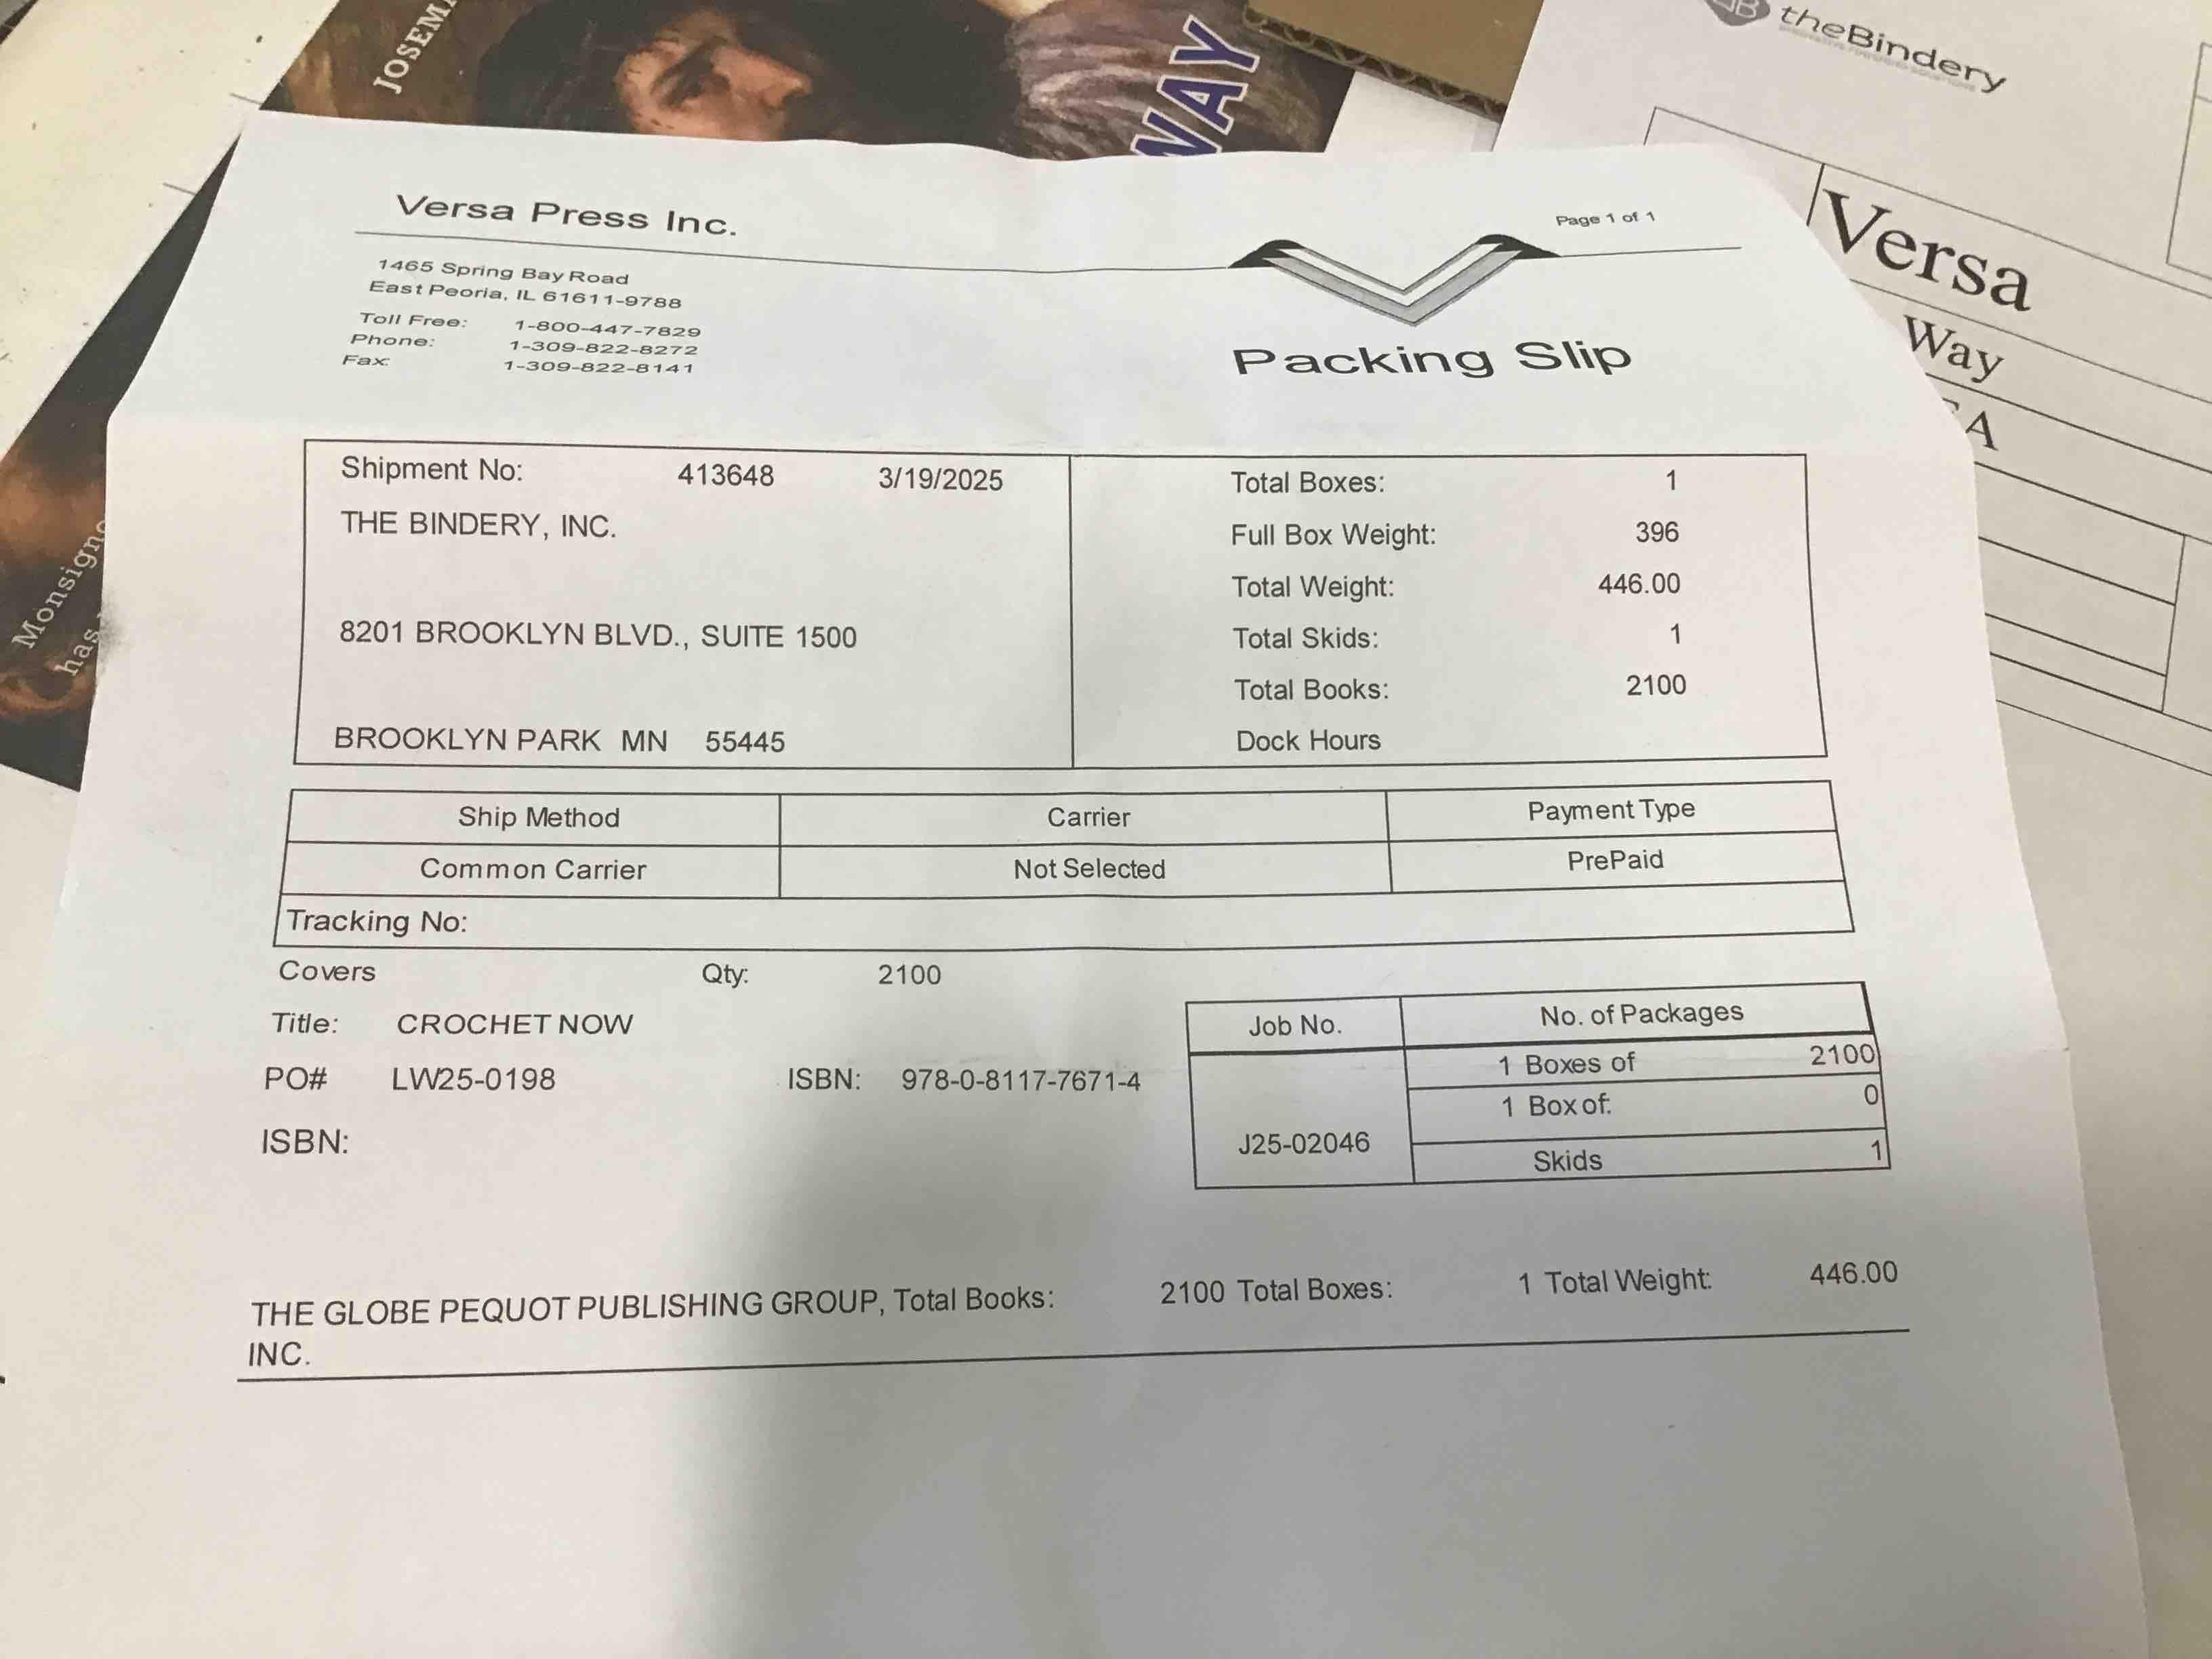 JOSEM
WAY
theBindery
Versa
Way
A
Monsigno
has
Versa Press Inc.
Page 1 of 1
1465 Spring Bay Road
East Peoria, IL 61611-9788
Toll Free: 1-800-447-7829
Phone: 1-309-822-8272
Fax: 1-309-822-8141
Packing Slip
Shipment No: 413648 3/19/2025
THE BINDERY, INC.
8201 BROOKLYN BLVD., SUITE 1500
BROOKLYN PARK MN 55445
Total Boxes: 1
Full Box Weight: 396
Total Weight: 446.00
Total Skids: 1
Total Books: 2100
Dock Hours
Ship Method Carrier Payment Type
Common Carrier Not Selected PrePaid
Tracking No:
Covers Qty: 2100
Title: CROCHET NOW
PO# LW25-0198 ISBN: 978-0-8117-7671-4
ISBN:
Job No. No. of Packages
1 Boxes of 2100
1 Box of: 0
J25-02046
Skids 1
THE GLOBE PEQUOT PUBLISHING GROUP, Total Books: 2100 Total Boxes: 1 Total Weight: 446.00
INC.